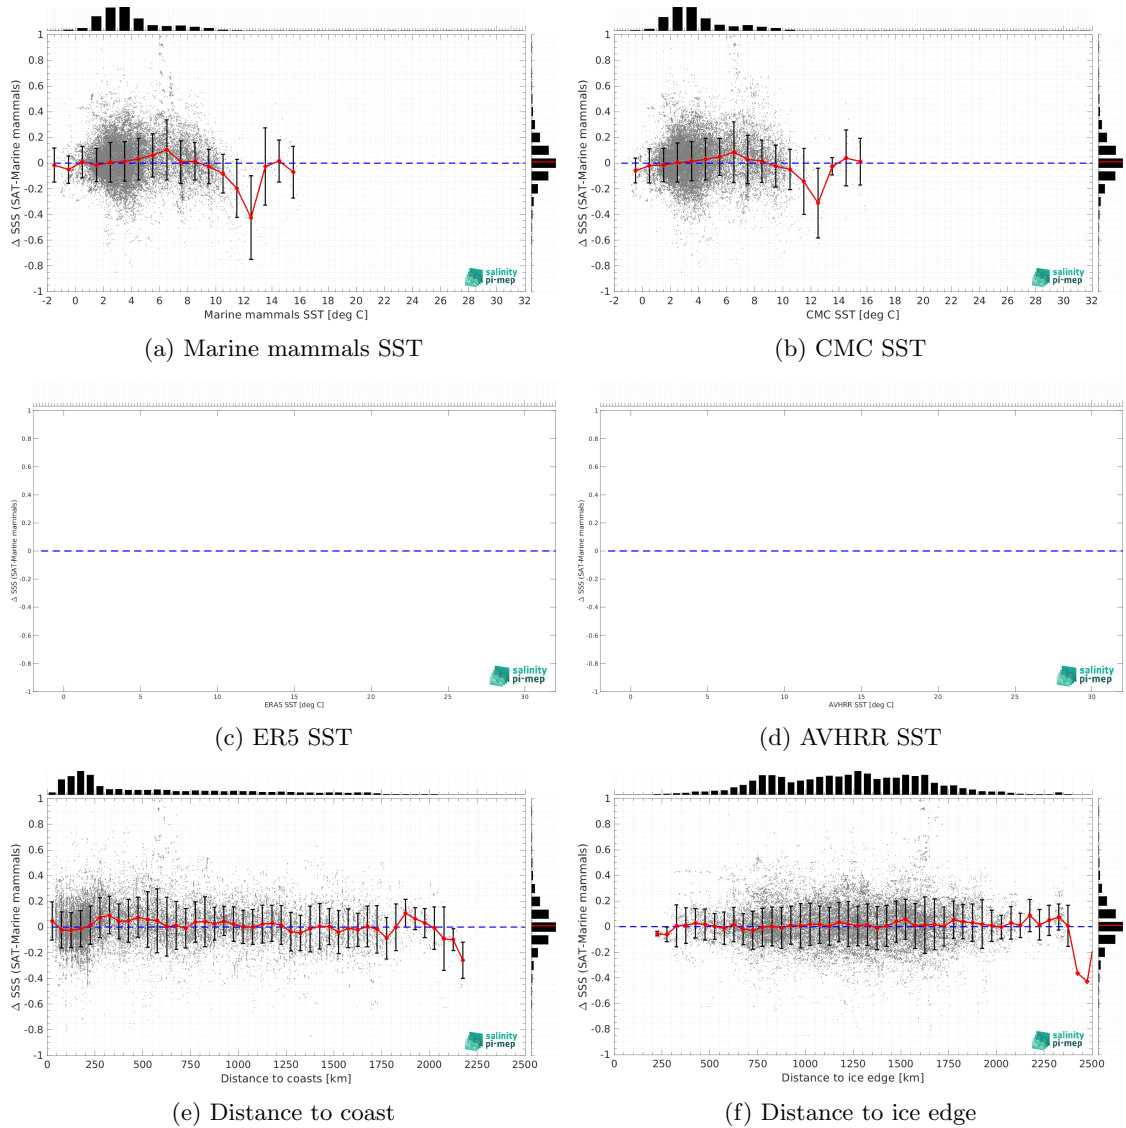 Δ SSS (SAT-Marine mammals)
1
0.8
0.6
0.4
0.2
0
-0.2
-0.4
-0.6
-0.8
-1
-2 0 2 4 6 8 10 12 14 16 18 20 22 24 26 28 30 32
Marine mammals SST [deg C]
salinity
pi-mep
(a) Marine mammals SST
Δ SSS (SAT-Marine mammals)
1
0.8
0.6
0.4
0.2
0
-0.2
-0.4
-0.6
-0.8
-1
-2 0 2 4 6 8 10 12 14 16 18 20 22 24 26 28 30 32
CMC SST [deg C]
salinity
pi-mep
(b) CMC SST
Δ SSS (SAT-Marine mammals)
1
0.8
0.6
0.4
0.2
0
-0.2
-0.4
-0.6
-0.8
-1
0 5 10 15 20 25 30
ERA5 SST [deg C]
salinity
pi-mep
(c) ER5 SST
Δ SSS (SAT-Marine mammals)
1
0.8
0.6
0.4
0.2
0
-0.2
-0.4
-0.6
-0.8
-1
0 5 10 15 20 25 30
AVHRR SST [deg C]
salinity
pi-mep
(d) AVHRR SST
Δ SSS (SAT-Marine mammals)
1
0.8
0.6
0.4
0.2
0
-0.2
-0.4
-0.6
-0.8
-1
0 250 500 750 1000 1250 1500 1750 2000 2250 2500
Distance to coasts [km]
salinity
pi-mep
(e) Distance to coast
Δ SSS (SAT-Marine mammals)
1
0.8
0.6
0.4
0.2
0
-0.2
-0.4
-0.6
-0.8
-1
0 250 500 750 1000 1250 1500 1750 2000 2250 2500
Distance to ice edge [km]
salinity
pi-mep
(f) Distance to ice edge